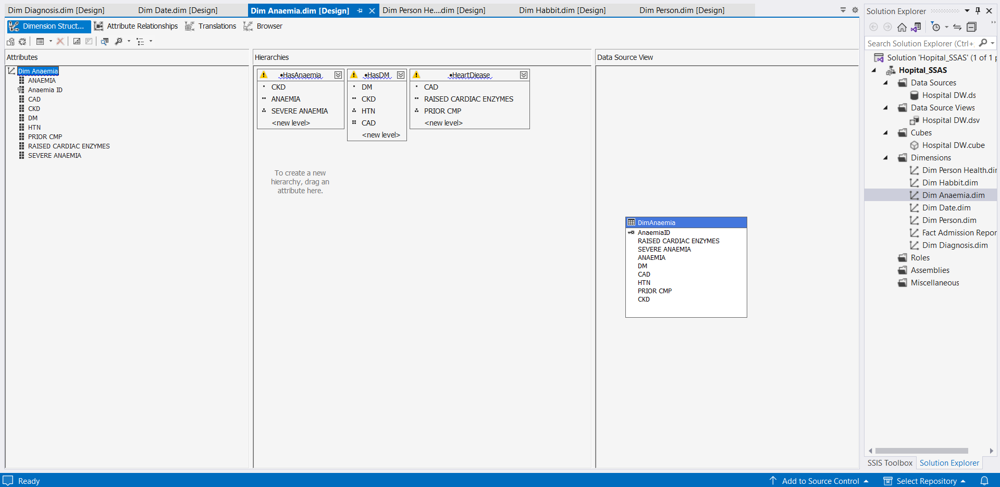 Dim Diagnosis.dim [Design]
Dim Date.dim [Design]
Dim Anaemia.dim [Design]
Dim Person He....dim [Design]
Dim Habbit.dim [Design]
Dim Person.dim [Design]
Dimension Struct...
Attribute Relationships
Translations
Browser
Attributes
Dim Anaemia
ANAEMIA
Anaemia ID
CAD
CKD
DM
HTN
PRIOR CMP
RAISED CARDIAC ENZYMES
SEVERE ANAEMIA
Hierarchies
•HasAnaemia
CKD
ANAEMIA
SEVERE ANAEMIA
<new level>
•HasDM
DM
CKD
HTN
CAD
<new level>
•HeartDiease
CAD
RAISED CARDIAC ENZYMES
PRIOR CMP
<new level>
To create a new
hierarchy, drag an
attribute here.
Data Source View
DimAnaemia
AnaemiaID
RAISED CARDIAC ENZYMES
SEVERE ANAEMIA
ANAEMIA
DM
CAD
HTN
PRIOR CMP
CKD
Solution Explorer
Search Solution Explorer (Ctrl+
Solution 'Hopital_SSAS' (1 of 1 p
Hopital_SSAS
Data Sources
Hospital DW.ds
Data Source Views
Hospital DW.dsv
Cubes
Hospital DW.cube
Dimensions
Dim Person Health.dim
Dim Habbit.dim
Dim Anaemia.dim
Dim Date.dim
Dim Person.dim
Fact Admission Repor
Dim Diagnosis.dim
Roles
Assemblies
Miscellaneous
SSIS Toolbox
Solution Explorer
Ready
Add to Source Control
Select Repository